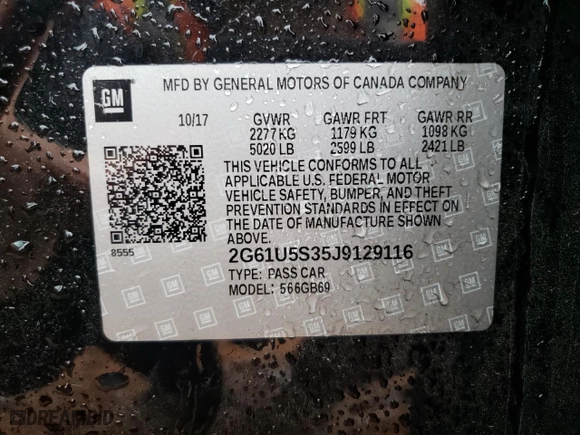 MFD BY GENERAL MOTORS OF CANADA COMPANY
GM
10/17 GVWR GAWR FRT GAWR RR
2277 KG 1179 KG 1098 KG
5020 LB 2599 LB 2421 LB
THIS VEHICLE CONFORMS TO ALL
APPLICABLE U.S. FEDERAL MOTOR
VEHICLE SAFETY, BUMPER, AND THEFT
PREVENTION STANDARDS IN EFFECT ON
THE DATE OF MANUFACTURE SHOWN
ABOVE.
8555
2G61U5S35J9129116
TYPE: PASS CAR
MODEL: 566GB69
DREAMBID